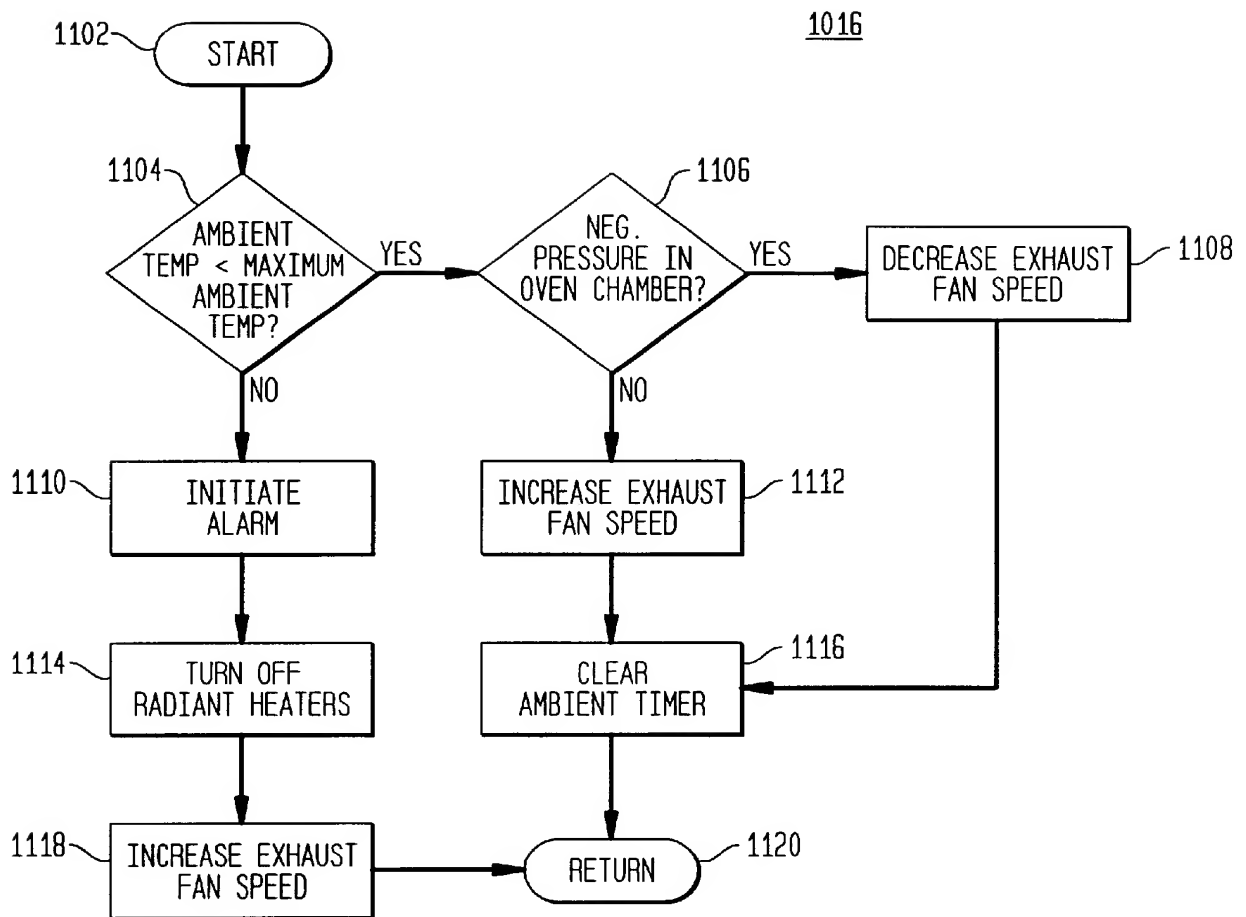 1016
1102
START
1104
AMBIENT
TEMP < MAXIMUM
AMBIENT
TEMP?
YES
NO
1106
NEG.
PRESSURE IN
OVEN CHAMBER?
YES
NO
DECREASE EXHAUST
FAN SPEED
1108
1110
INITIATE
ALARM
INCREASE EXHAUST
FAN SPEED
1112
1114
TURN OFF
RADIANT HEATERS
CLEAR
AMBIENT TIMER
1116
1118
INCREASE EXHAUST
FAN SPEED
RETURN
1120